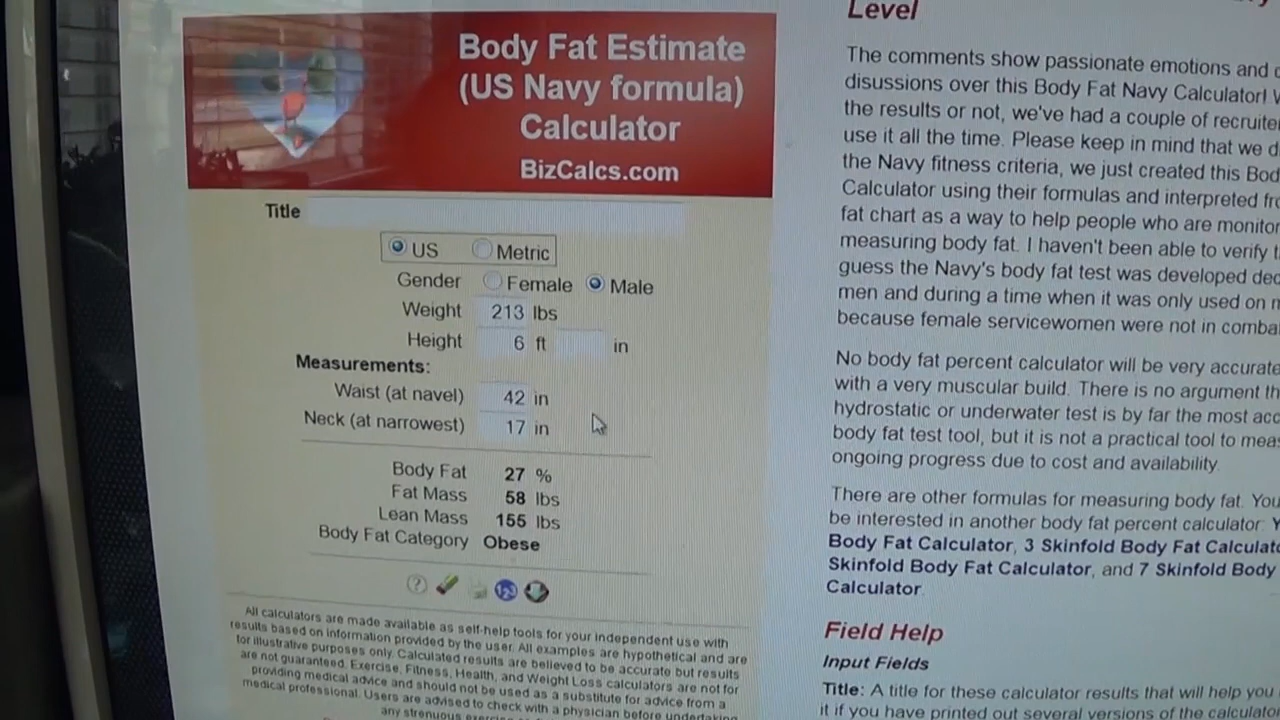 Body Fat Estimate
(US Navy formula)
Calculator
BizCalcs.com
Title
US Metric
Gender Female Male
Weight 213 lbs
Height 6 ft in
Measurements:
Waist (at navel) 42 in
Neck (at narrowest) 17 in
Body Fat 27 %
Fat Mass 58 lbs
Lean Mass 155 lbs
Body Fat Category Obese
?
All calculators are made available as self-help tools for your independent use with
results based on information provided by the user. All examples are hypothetical and are
for illustrative purposes only. Calculated results are believed to be accurate but results
are not guaranteed. Exercise, Fitness, Health, and Weight Loss calculators are not for
providing medical advice and should not be used as a substitute for advice from a
medical professional. Users are advised to check with a physician before undertaking
any strenuous
Level
The comments show passionate emotions and
disussions over this Body Fat Navy Calculator!
the results or not, we've had a couple of
use it all the time. Please keep in mind that we
the Navy fitness criteria, we just created this
Calculator using their formulas and interpreted
fat chart as a way to help people who are
measuring body fat. I haven't been able to verify
guess the Navy's body fat test was developed
men and during a time when it was only used on
because female servicewomen were not in
No body fat percent calculator will be very accurate
with a very muscular build. There is no argument
hydrostatic or underwater test is by far the most
body fat test tool, but it is not a practical tool to
ongoing progress due to cost and availability.
There are other formulas for measuring body fat. You
be interested in another body fat percent calculator:
Body Fat Calculator, 3 Skinfold Body Fat
Skinfold Body Fat Calculator, and 7 Skinfold Body
Calculator
Field Help
Input Fields
Title: A title for these calculator results that will help you
it if you have printed out several versions of the